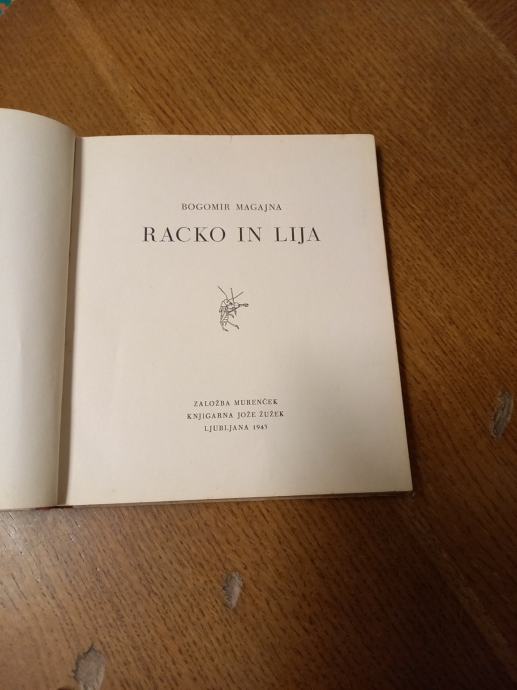 BOGOMIR MAGAJNA
RACKO IN LIJA
ZALOŽBA MURENČEK
KNJIGARNA JOŽE ŽUŽEK
LJUBLJANA 1943